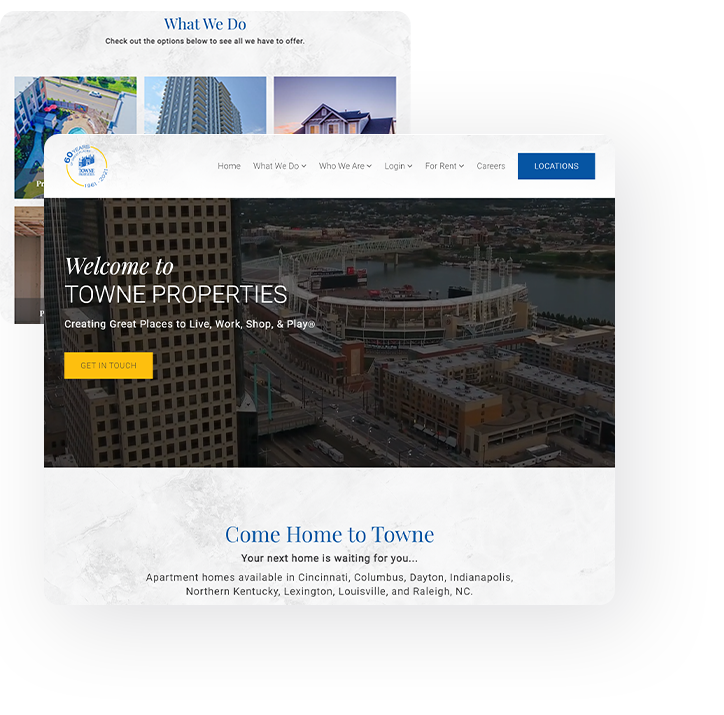 What We Do
Check out the options below to see all we have to offer.
60 YEARS
TOWNE
PROPERTIES
1961-2021
Home
What We Do
Who We Are
Login
For Rent
Careers
LOCATIONS
Welcome to
TOWNE PROPERTIES
Creating Great Places to Live, Work, Shop, & Play®
GET IN TOUCH
Come Home to Towne
Your next home is waiting for you...
Apartment homes available in Cincinnati, Columbus, Dayton, Indianapolis,
Northern Kentucky, Lexington, Louisville, and Raleigh, NC.